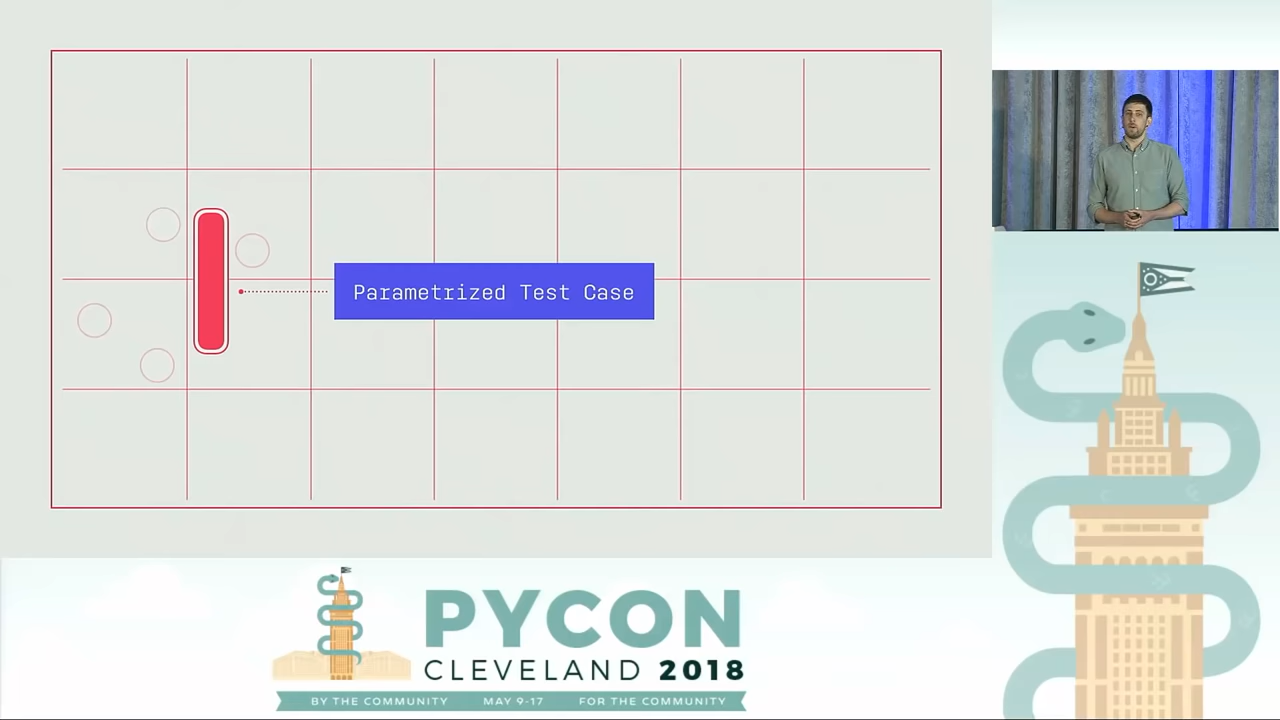 Parametrized Test Case
PYCON
CLEVELAND 2018
BY THE COMMUNITY MAY 9-17 FOR THE COMMUNITY